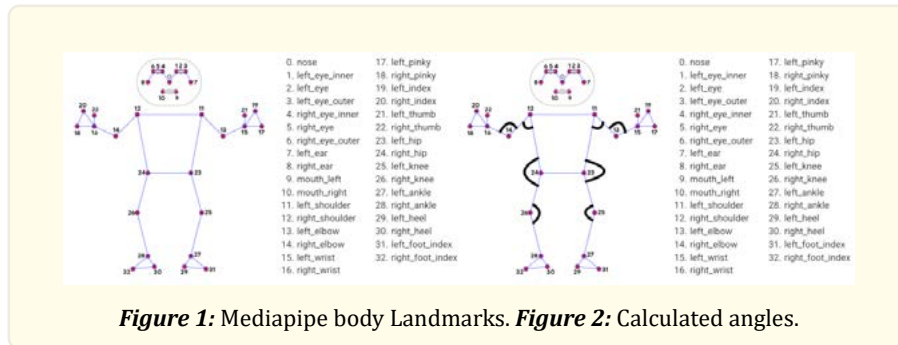 0. nose
1. left_eye_inner
2. left_eye
3. left_eye_outer
4. right_eye_inner
5. right_eye
6. right_eye_outer
7. left_ear
8. right_ear
9. mouth_left
10. mouth_right
11. left_shoulder
12. right_shoulder
13. left_elbow
14. right_elbow
15. left_wrist
16. right_wrist
17. left_pinky
18. right_pinky
19. left_index
20. right_index
21. left_thumb
22. right_thumb
23. left_hip
24. right_hip
25. left_knee
26. right_knee
27. left_ankle
28. right_ankle
29. left_heel
30. right_heel
31. left_foot_index
32. right_foot_index
0. nose
1. left_eye_inner
2. left_eye
3. left_eye_outer
4. right_eye_inner
5. right_eye
6. right_eye_outer
7. left_ear
8. right_ear
9. mouth_left
10. mouth_right
11. left_shoulder
12. right_shoulder
13. left_elbow
14. right_elbow
15. left_wrist
16. right_wrist
17. left_pinky
18. right_pinky
19. left_index
20. right_index
21. left_thumb
22. right_thumb
23. left_hip
24. right_hip
25. left_knee
26. right_knee
27. left_ankle
28. right_ankle
29. left_heel
30. right_heel
31. left_foot_index
32. right_foot_index
Figure 1: Mediapipe body Landmarks. Figure 2: Calculated angles.